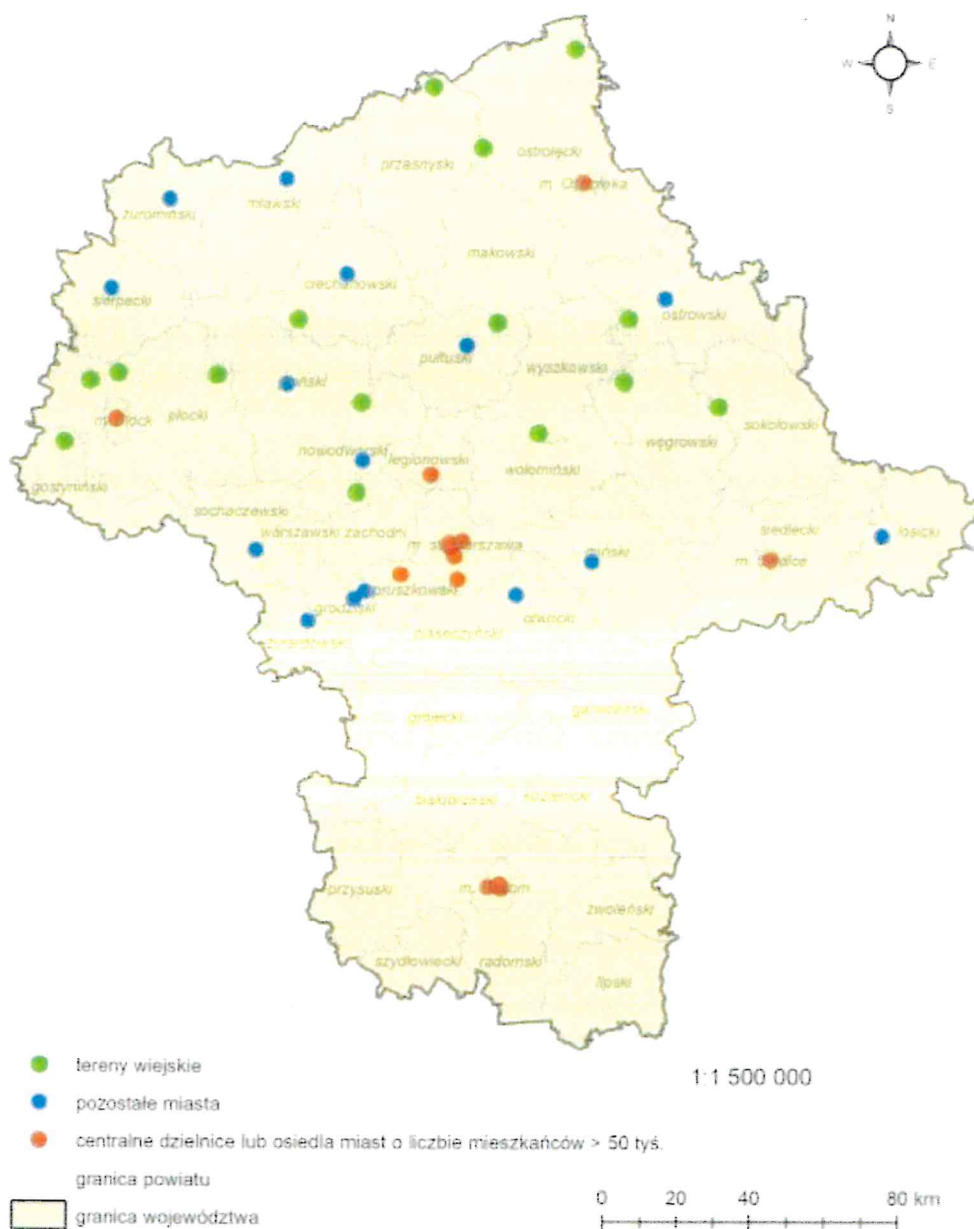 N
W E
S
przasnyski
ostrołęcki
żuromiński
mławski
makowski
ciechanowski
sierpecki
ostrowski
pułtuski
wyszkowski
płocki
sokołowski
węgrowski
nowodworski
legionowski
wołomiński
gostyniński
sochaczewski
warszawski zachodni
siedlecki
łosicki
m. Siedlce
pruszkowski
grodziski
otwocki
piaseczyński
żyrardowski
grójecki
garwoliński
białobrzeski
kozienicki
przysuski
m. Radom
zwoleński
szydłowiecki
radomski
lipski
tereny wiejskie
1:1 500 000
pozostałe miasta
centralne dzielnice lub osiedla miast o liczbie mieszkańców > 50 tyś.
granica powiatu
0 20 40 80 km
granica województwa